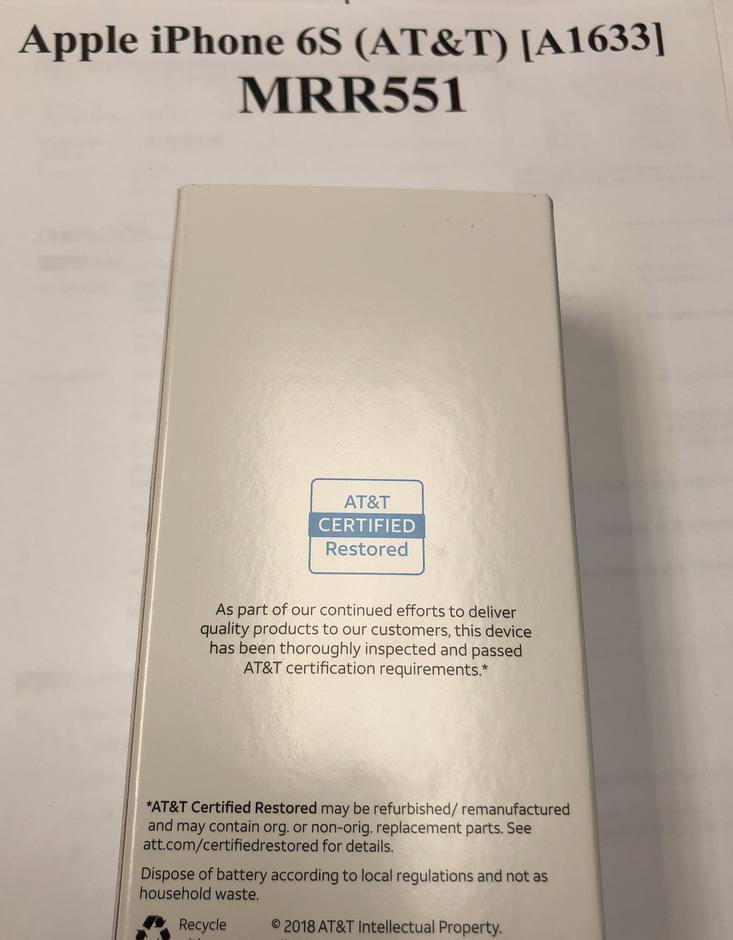 Apple iPhone 6S (AT&T) [A1633]
MRR551
AT&T
CERTIFIED
Restored
As part of our continued efforts to deliver
quality products to our customers, this device
has been thoroughly inspected and passed
AT&T certification requirements.*
*AT&T Certified Restored may be refurbished/ remanufactured
and may contain org. or non-orig. replacement parts. See
att.com/certifiedrestored for details.
Dispose of battery according to local regulations and not as
household waste.
Recycle
© 2018 AT&T Intellectual Property.